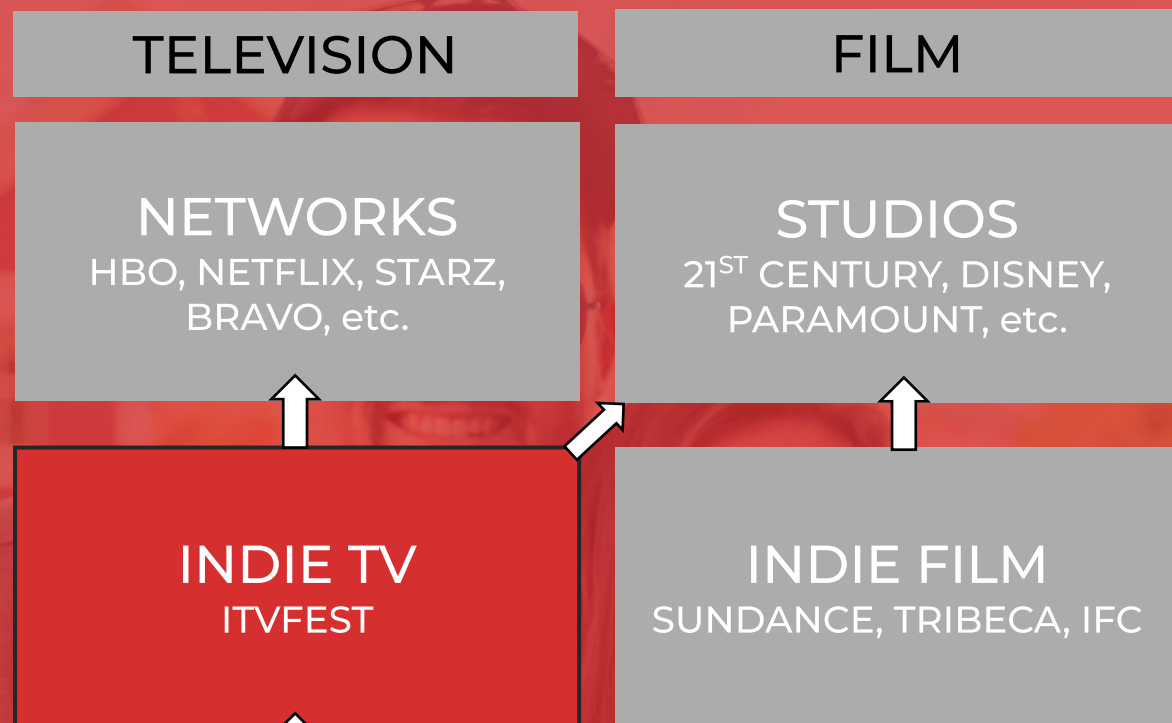 TELEVISION
FILM
NETWORKS
HBO, NETFLIX, STARZ,
BRAVO, etc.
STUDIOS
21ST CENTURY, DISNEY,
PARAMOUNT, etc.
INDIE TV
ITVFEST
INDIE FILM
SUNDANCE, TRIBECA, IFC